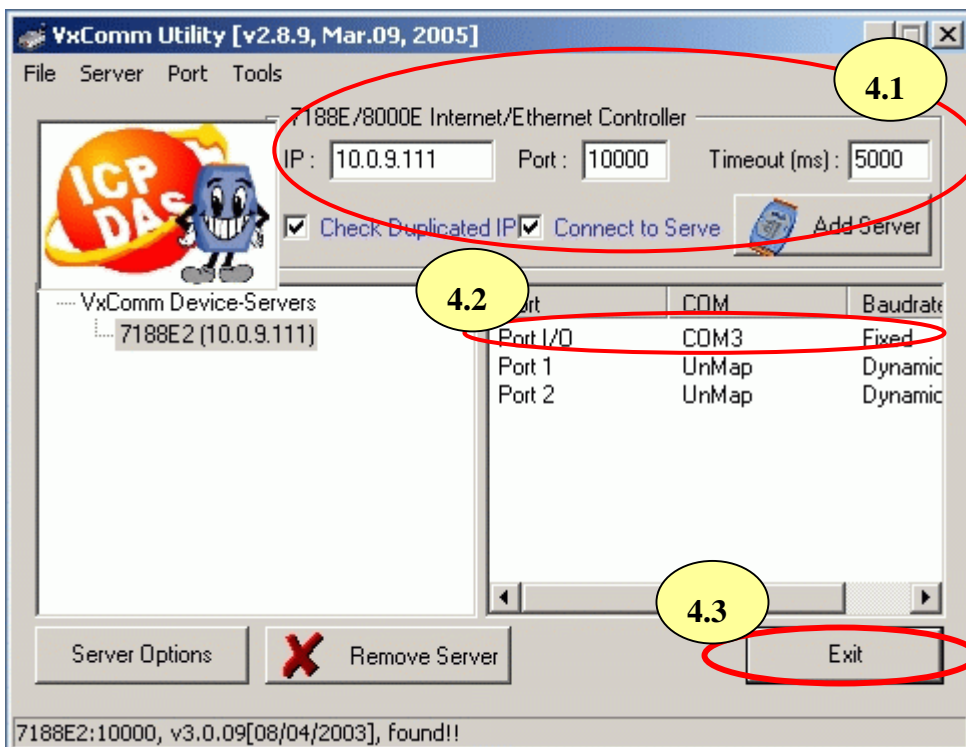 VxComm Utility [v2.8.9, Mar.09, 2005]
File Server Port Tools
4.1
7188E/8000E Internet/Ethernet Controller
IP : 10.0.9.111 Port : 10000 Timeout (ms) : 5000
ICP DAS
Check Duplicated IP Connect to Serve Add Server
4.2
VxComm Device-Servers
7188E2 (10.0.9.111)
COM Baudrate
Port I/O COM3 Fixed
Port 1 UnMap Dynamic
Port 2 UnMap Dynamic
4.3
Server Options Remove Server Exit
7188E2:10000, v3.0.09[08/04/2003], found!!